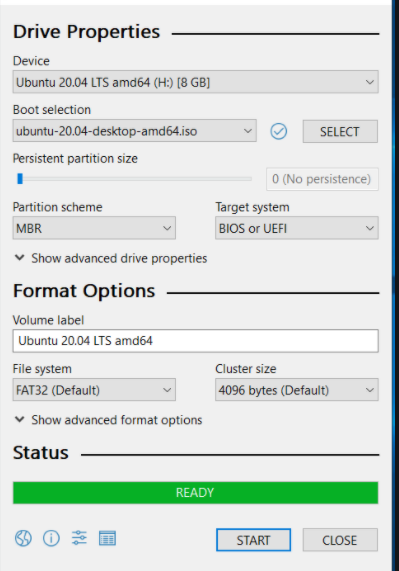 Drive Properties
Device
Ubuntu 20.04 LTS amd64 (H:) [8 GB]
Boot selection
ubuntu-20.04-desktop-amd64.iso SELECT
Persistent partition size
0 (No persistence)
Partition scheme Target system
MBR BIOS or UEFI
Show advanced drive properties
Format Options
Volume label
Ubuntu 20.04 LTS amd64
File system Cluster size
FAT32 (Default) 4096 bytes (Default)
Show advanced format options
Status
READY
START CLOSE